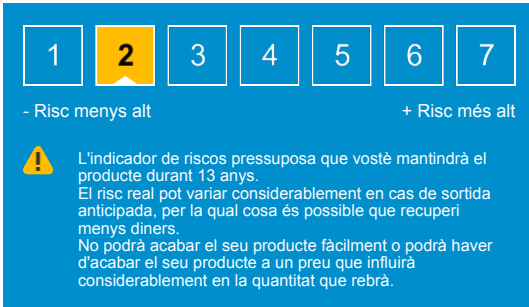 1 2 3 4 5 6 7
- Risc menys alt + Risc més alt
L'indicador de riscos pressuposa que vostè mantindrà el
producte durant 13 anys.
El risc real pot variar considerablement en cas de sortida
anticipada, per la qual cosa és possible que recuperi
menys diners.
No podrà acabar el seu producte fàcilment o podrà haver
d'acabar el seu producte a un preu que influirà
considerablement en la quantitat que rebrà.